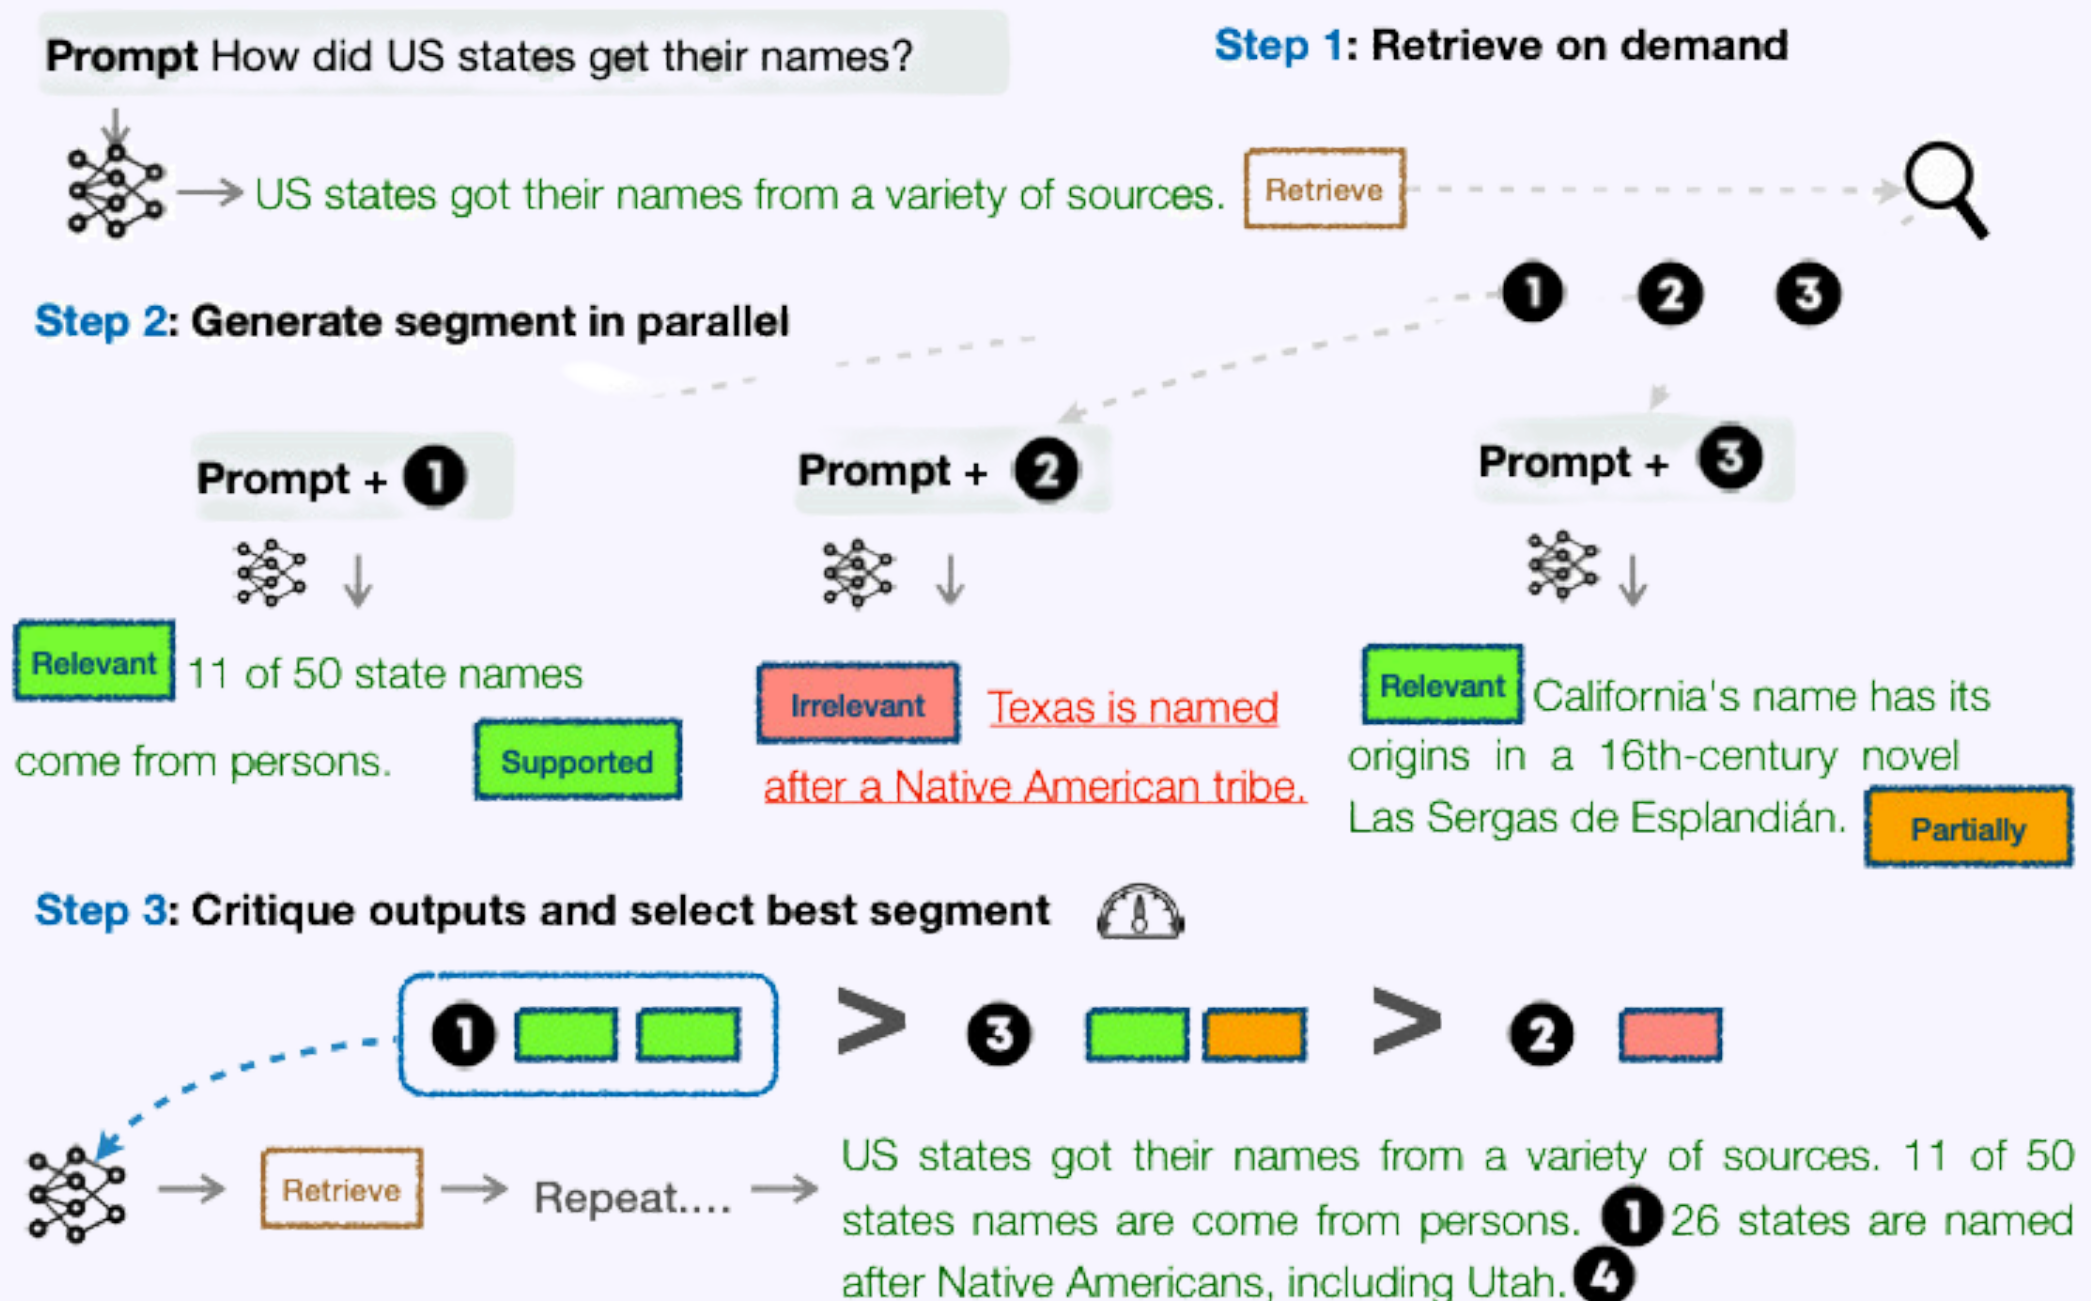 Prompt How did US states get their names?
Step 1: Retrieve on demand
US states got their names from a variety of sources. Retrieve
1 2 3
Step 2: Generate segment in parallel
Prompt + 1
Prompt + 2
Prompt + 3
Relevant 11 of 50 state names
come from persons. Supported
Irrelevant Texas is named
after a Native American tribe.
Relevant California's name has its
origins in a 16th-century novel
Las Sergas de Esplandián. Partially
Step 3: Critique outputs and select best segment
1 > 3 > 2
Retrieve Repeat....
US states got their names from a variety of sources. 11 of 50
states names are come from persons. 1 26 states are named
after Native Americans, including Utah. 4